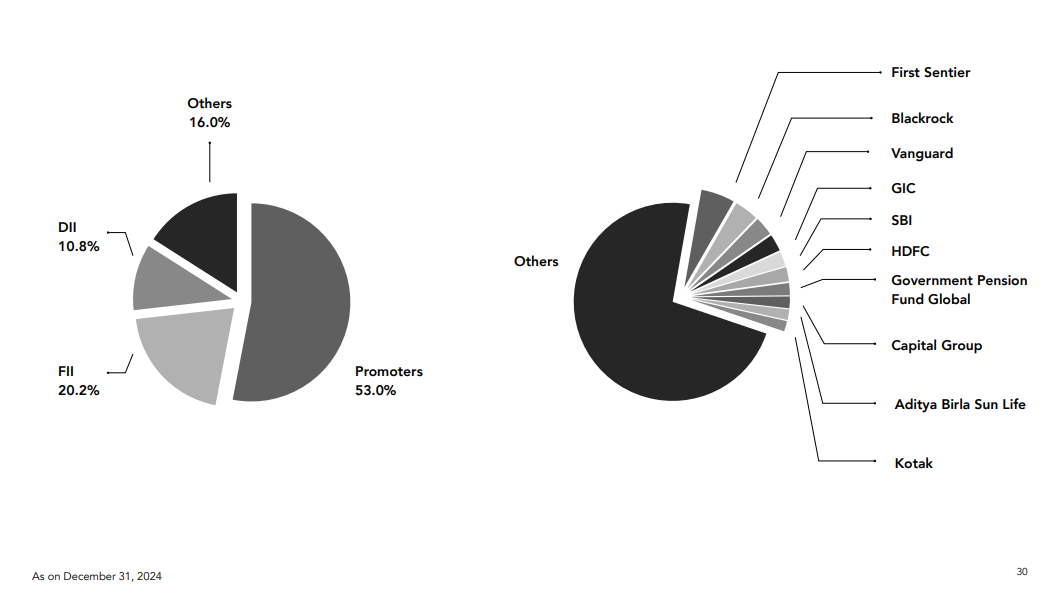 Others
16.0%
DII
10.8%
FII
20.2%
Promoters
53.0%
Others
First Sentier
Blackrock
Vanguard
GIC
SBI
HDFC
Government Pension
Fund Global
Capital Group
Aditya Birla Sun Life
Kotak
As on December 31, 2024
30